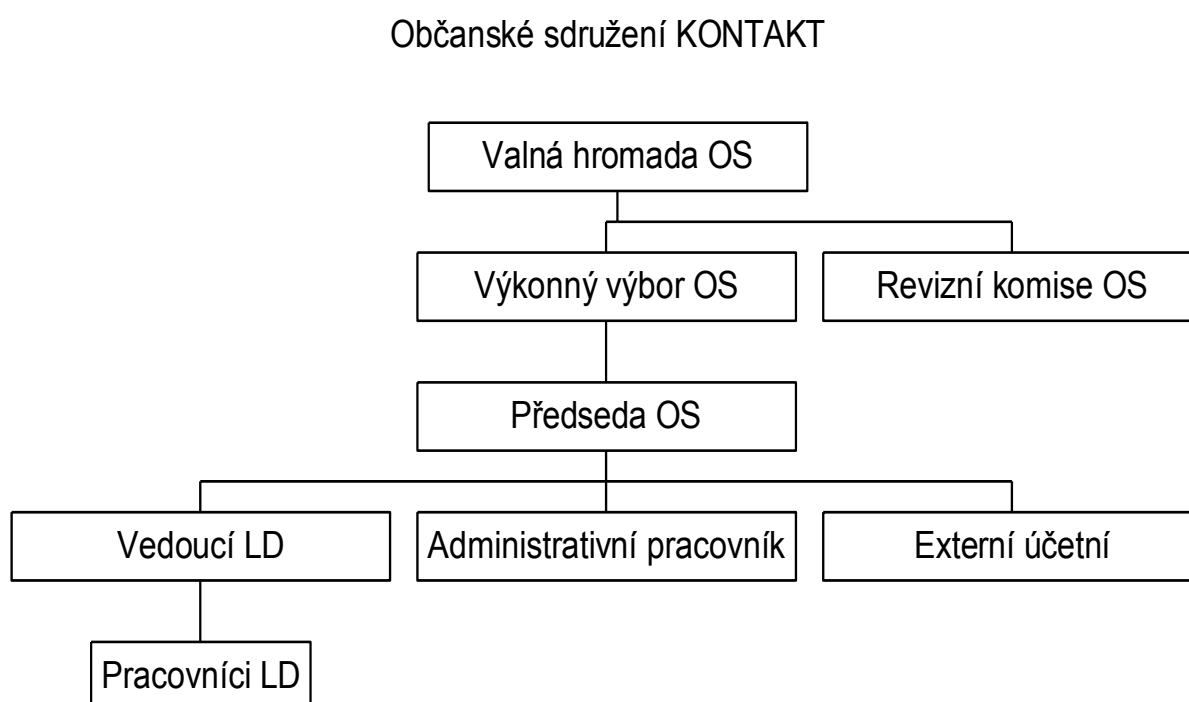 Občanské sdružení KONTAKT
Valná hromada OS
Výkonný výbor OS
Revizní komise OS
Předseda OS
Vedoucí LD
Administrativní pracovník
Externí účetní
Pracovníci LD